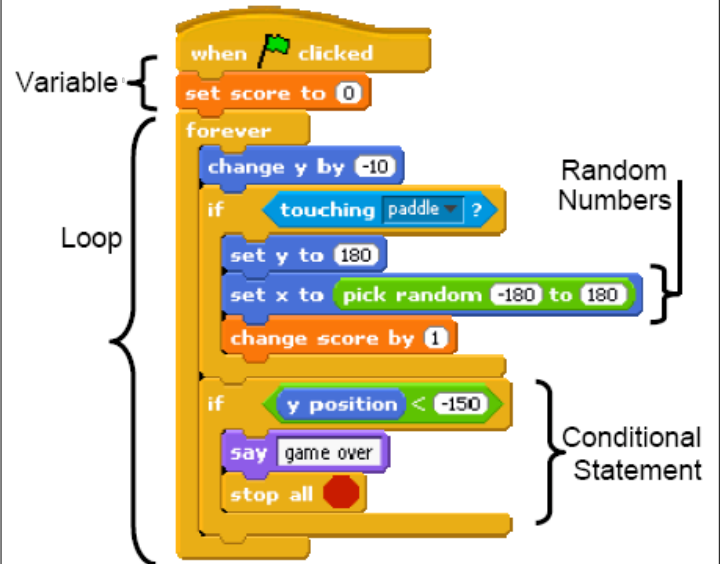 when clicked
Variable
set score to 0
forever
change y by -10
Random
Numbers
if touching paddle ?
Loop
set y to 180
set x to pick random -180 to 180
change score by 1
if y position < -150
Conditional
Statement
say game over
stop all